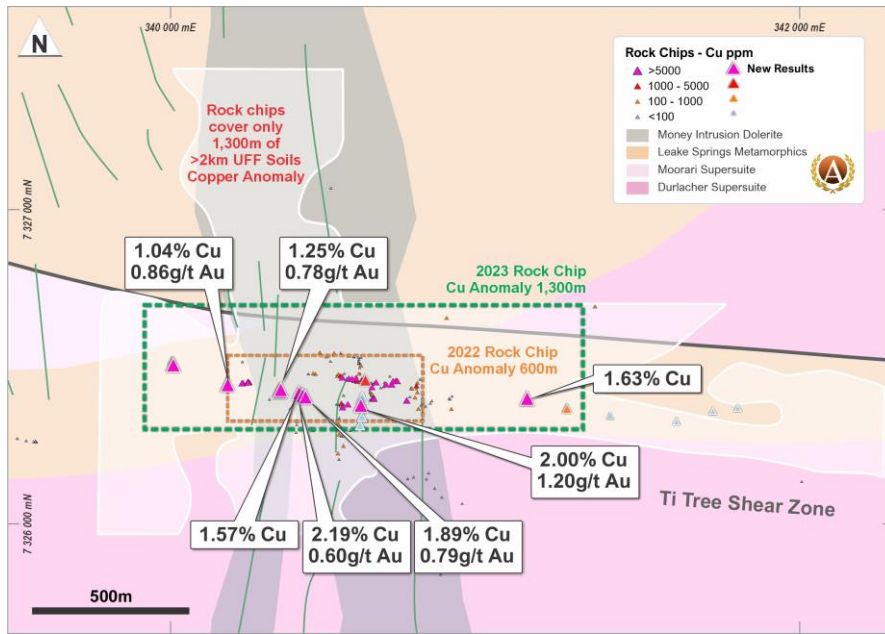 340 000 mE
342 000 mE
N
Rock Chips - Cu ppm
>5000
New Results
1000 - 5000
100 - 1000
<100
Money Intrusion Dolerite
Leake Springs Metamorphics
Moorari Supersuite
Durlacher Supersuite
A
Rock chips
cover only
1,300m of
>2km UFF Soils
Copper Anomaly
7 327 000 mN
1.04% Cu
0.86g/t Au
1.25% Cu
0.78g/t Au
2023 Rock Chip
Cu Anomaly 1,300m
2022 Rock Chip
Cu Anomaly 600m
1.63% Cu
2.00% Cu
1.20g/t Au
Ti Tree Shear Zone
7 326 000 mN
1.57% Cu
2.19% Cu
0.60g/t Au
1.89% Cu
0.79g/t Au
500m